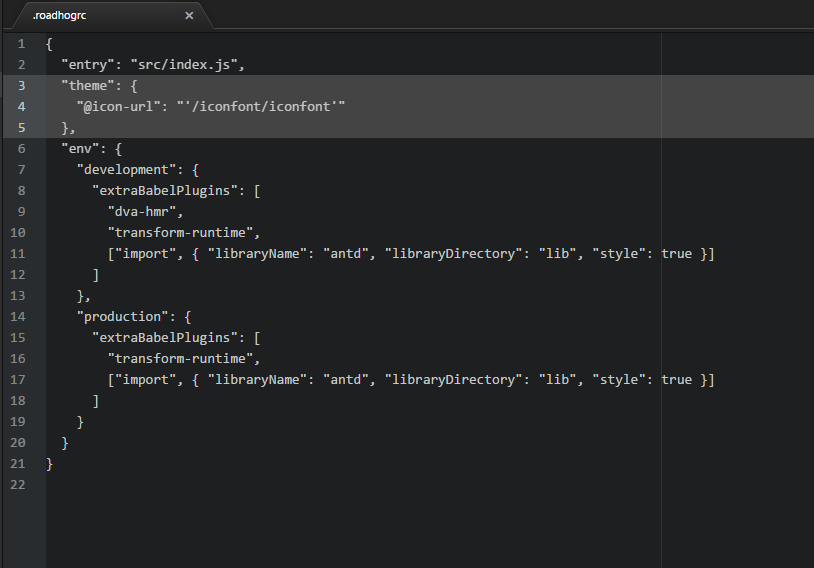 .roadhogrc ×
1 {
2   "entry": "src/index.js",
3   "theme": {
4     "@icon-url": "'/iconfont/iconfont'"
5   },
6   "env": {
7     "development": {
8       "extraBabelPlugins": [
9         "dva-hmr",
10         "transform-runtime",
11         ["import", { "libraryName": "antd", "libraryDirectory": "lib", "style": true }]
12       ]
13     },
14     "production": {
15       "extraBabelPlugins": [
16         "transform-runtime",
17         ["import", { "libraryName": "antd", "libraryDirectory": "lib", "style": true }]
18       ]
19     }
20   }
21 }
22